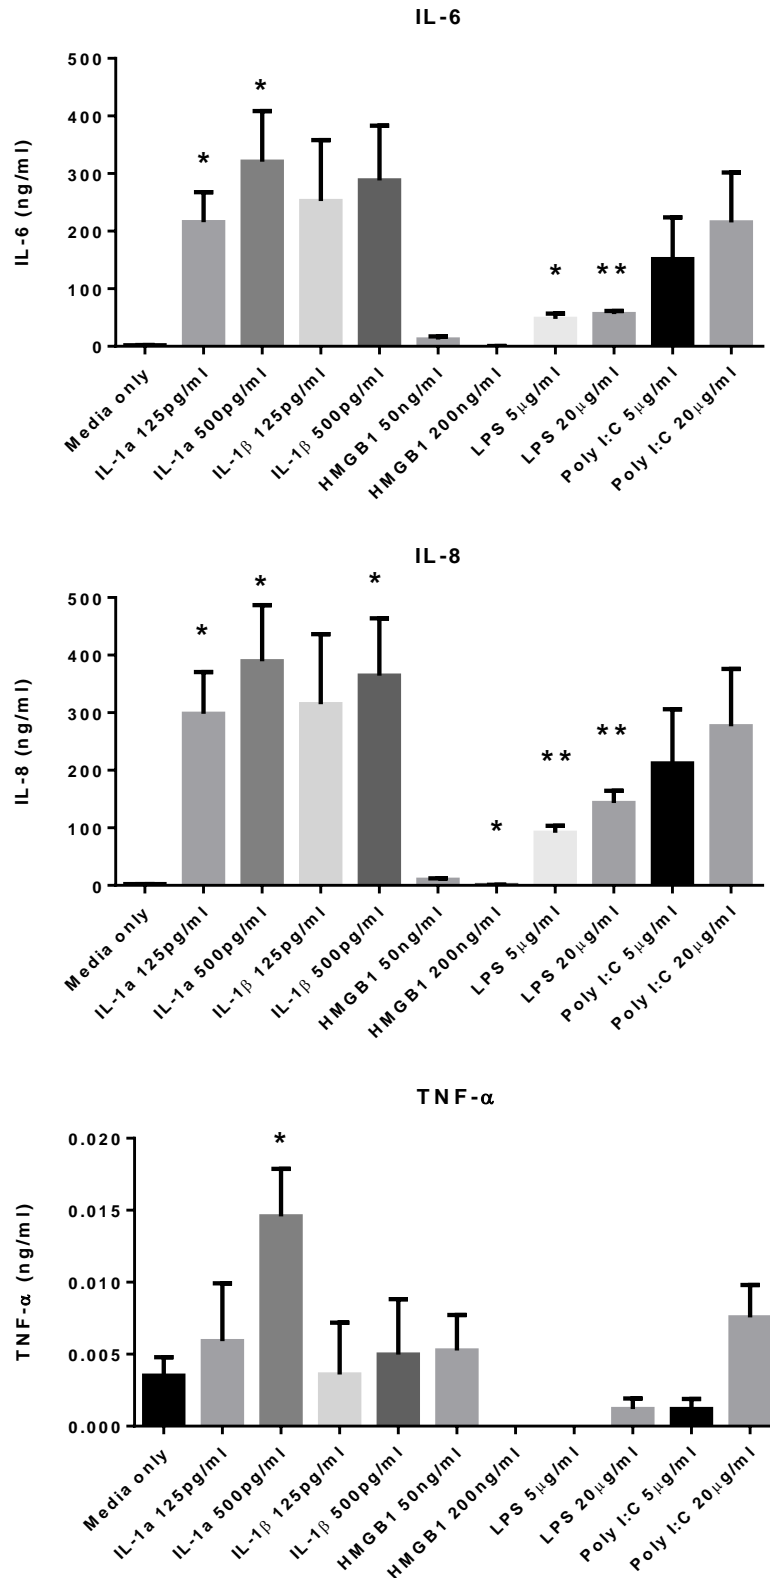 IL-6
500
400
300
200
100
0
IL-6 (ng/ml)
*
*
*
**
Media only
IL-1a 125pg/ml
IL-1a 500pg/ml
IL-1β 125pg/ml
IL-1β 500pg/ml
HMGB1 50ng/ml
HMGB1 200ng/ml
LPS 5µg/ml
LPS 20µg/ml
Poly I:C 5µg/ml
Poly I:C 20µg/ml
IL-8
500
400
300
200
100
0
IL-8 (ng/ml)
*
*
*
*
**
**
Media only
IL-1a 125pg/ml
IL-1a 500pg/ml
IL-1β 125pg/ml
IL-1β 500pg/ml
HMGB1 50ng/ml
HMGB1 200ng/ml
LPS 5µg/ml
LPS 20µg/ml
Poly I:C 5µg/ml
Poly I:C 20µg/ml
TNF-α
0.020
0.015
0.010
0.005
0.000
TNF-α (ng/ml)
*
Media only
IL-1a 125pg/ml
IL-1a 500pg/ml
IL-1β 125pg/ml
IL-1β 500pg/ml
HMGB1 50ng/ml
HMGB1 200ng/ml
LPS 5µg/ml
LPS 20µg/ml
Poly I:C 5µg/ml
Poly I:C 20µg/ml